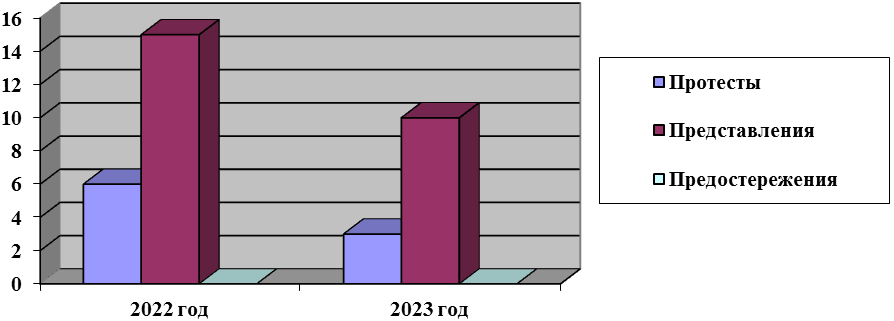 16
14
12
10
8
6
4
2
0
2022 год
2023 год
Протесты
Представления
Предостережения